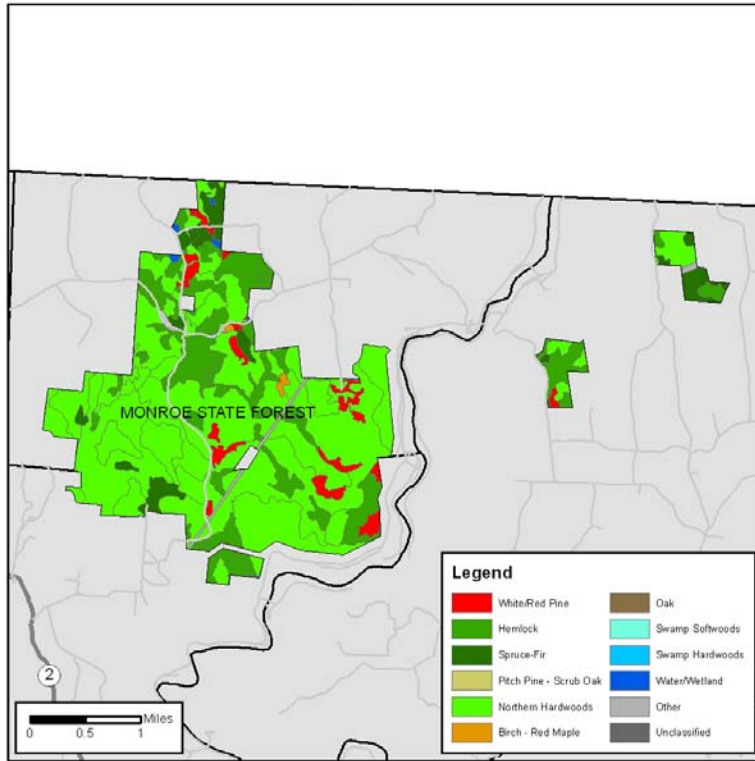 MONROE STATE FOREST
2
Miles
0 0.5 1
Legend
White/Red Pine
Hemlock
Spruce-Fir
Pitch Pine - Scrub Oak
Northern Hardwoods
Birch - Red Maple
Oak
Swamp Softwoods
Swamp Hardwoods
Water/Wetland
Other
Unclassified